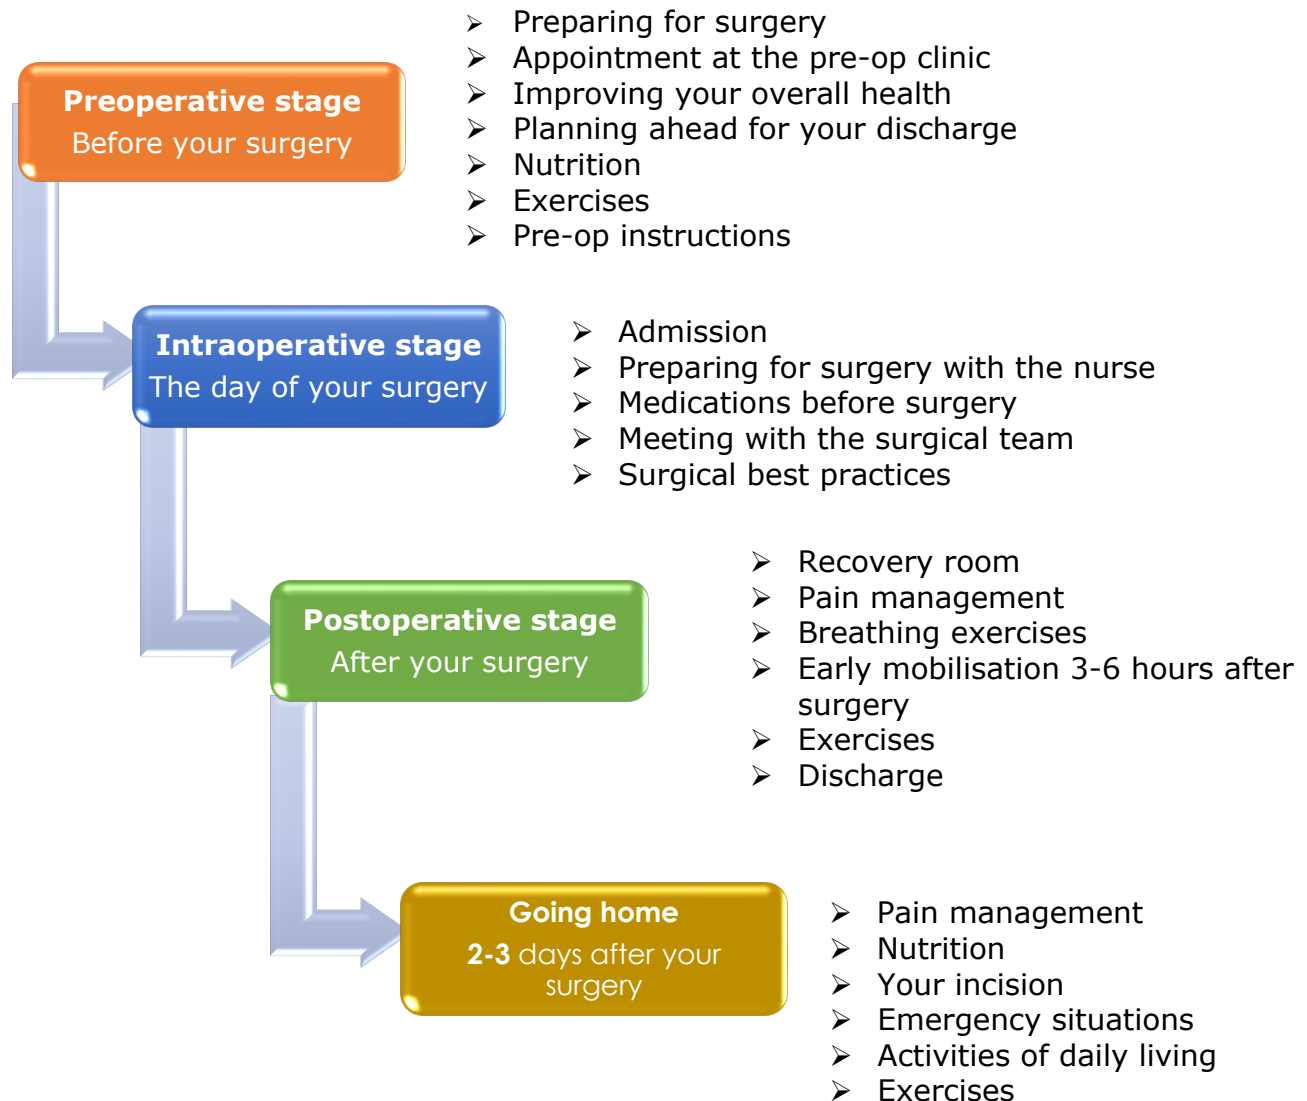 ➢ Preparing for surgery
➢ Appointment at the pre-op clinic
➢ Improving your overall health
➢ Planning ahead for your discharge
➢ Nutrition
➢ Exercises
➢ Pre-op instructions
Preoperative stage
Before your surgery
➢ Admission
➢ Preparing for surgery with the nurse
➢ Medications before surgery
➢ Meeting with the surgical team
➢ Surgical best practices
Intraoperative stage
The day of your surgery
➢ Recovery room
➢ Pain management
➢ Breathing exercises
➢ Early mobilisation 3-6 hours after
surgery
➢ Exercises
➢ Discharge
Postoperative stage
After your surgery
Going home
2-3 days after your
surgery
➢ Pain management
➢ Nutrition
➢ Your incision
➢ Emergency situations
➢ Activities of daily living
➢ Exercises